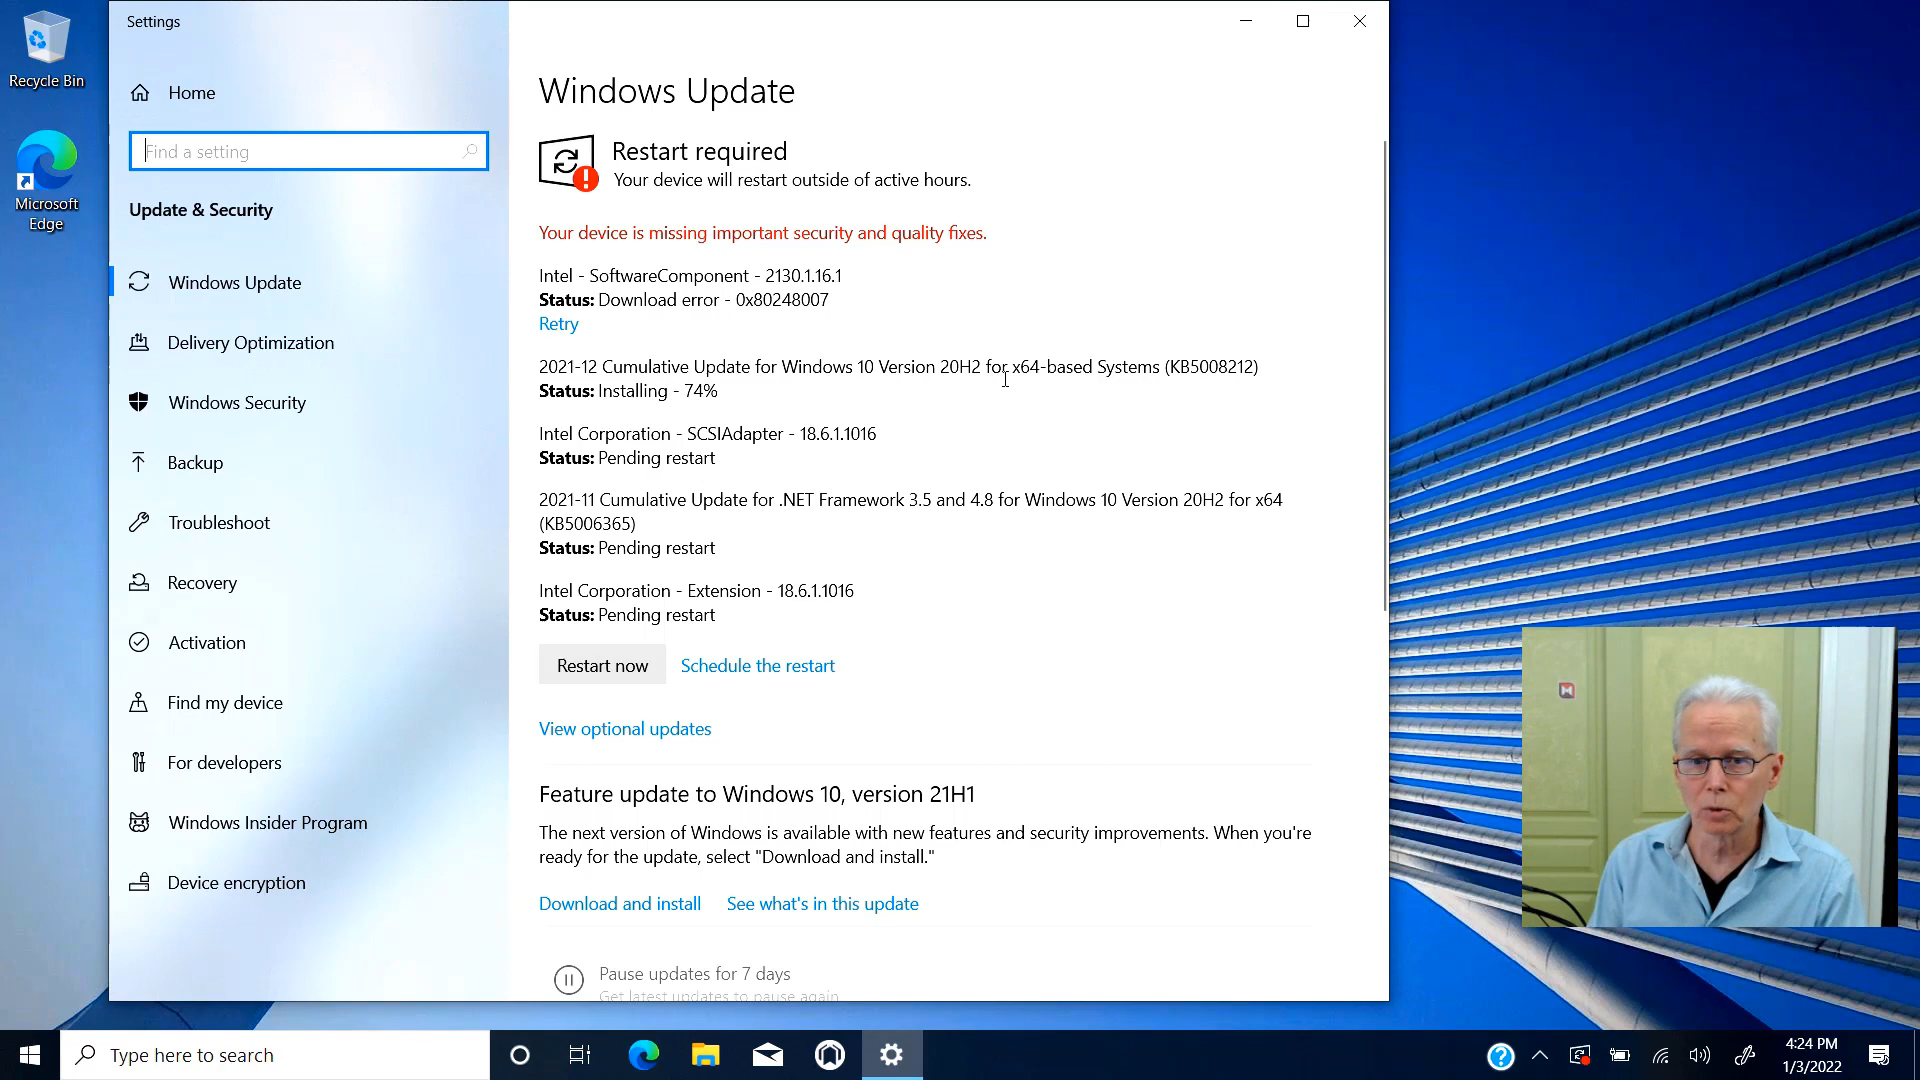 Settings
Recycle Bin
Microsoft
Edge
Home
Find a setting
Update & Security
Windows Update
Delivery Optimization
Windows Security
Backup
Troubleshoot
Recovery
Activation
Find my device
For developers
Windows Insider Program
Device encryption
Windows Update
Restart required
Your device will restart outside of active hours.
Your device is missing important security and quality fixes.
Intel - SoftwareComponent - 2130.1.16.1
Status: Download error - 0x80248007
Retry
2021-12 Cumulative Update for Windows 10 Version 20H2 for x64-based Systems (KB5008212)
Status: Installing - 74%
Intel Corporation - SCSIAdapter - 18.6.1.1016
Status: Pending restart
2021-11 Cumulative Update for .NET Framework 3.5 and 4.8 for Windows 10 Version 20H2 for x64
(KB5006365)
Status: Pending restart
Intel Corporation - Extension - 18.6.1.1016
Status: Pending restart
Restart now Schedule the restart
View optional updates
Feature update to Windows 10, version 21H1
The next version of Windows is available with new features and security improvements. When you're
ready for the update, select "Download and install."
Download and install See what's in this update
Pause updates for 7 days
Get latest updates to pause again
Type here to search
4:24 PM
1/3/2022